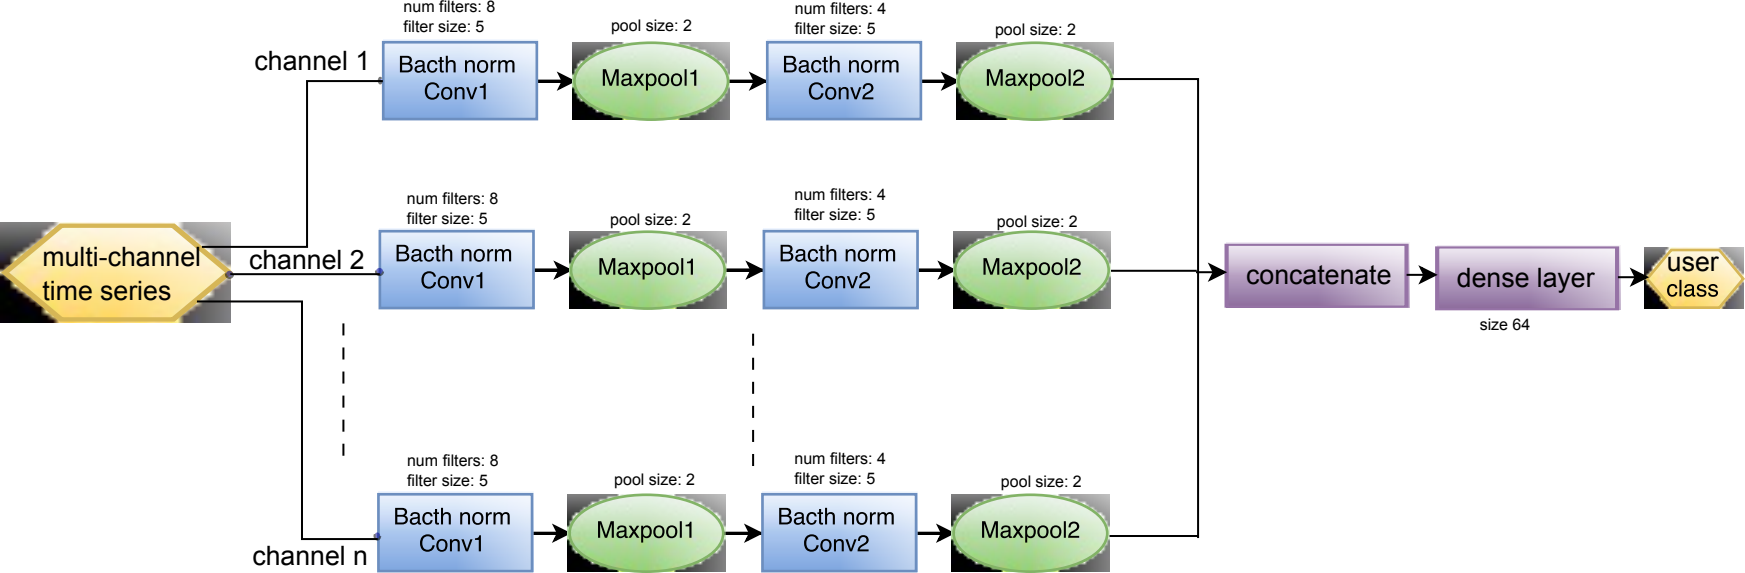 num filters: 8
filter size: 5
pool size: 2
num filters: 4
filter size: 5
pool size: 2
channel 1
Bacth norm
Conv1
Maxpool1
Bacth norm
Conv2
Maxpool2
num filters: 8
filter size: 5
pool size: 2
num filters: 4
filter size: 5
pool size: 2
multi-channel
time series
channel 2
Bacth norm
Conv1
Maxpool1
Bacth norm
Conv2
Maxpool2
concatenate
dense layer
size 64
user
class
num filters: 8
filter size: 5
pool size: 2
num filters: 4
filter size: 5
pool size: 2
channel n
Bacth norm
Conv1
Maxpool1
Bacth norm
Conv2
Maxpool2